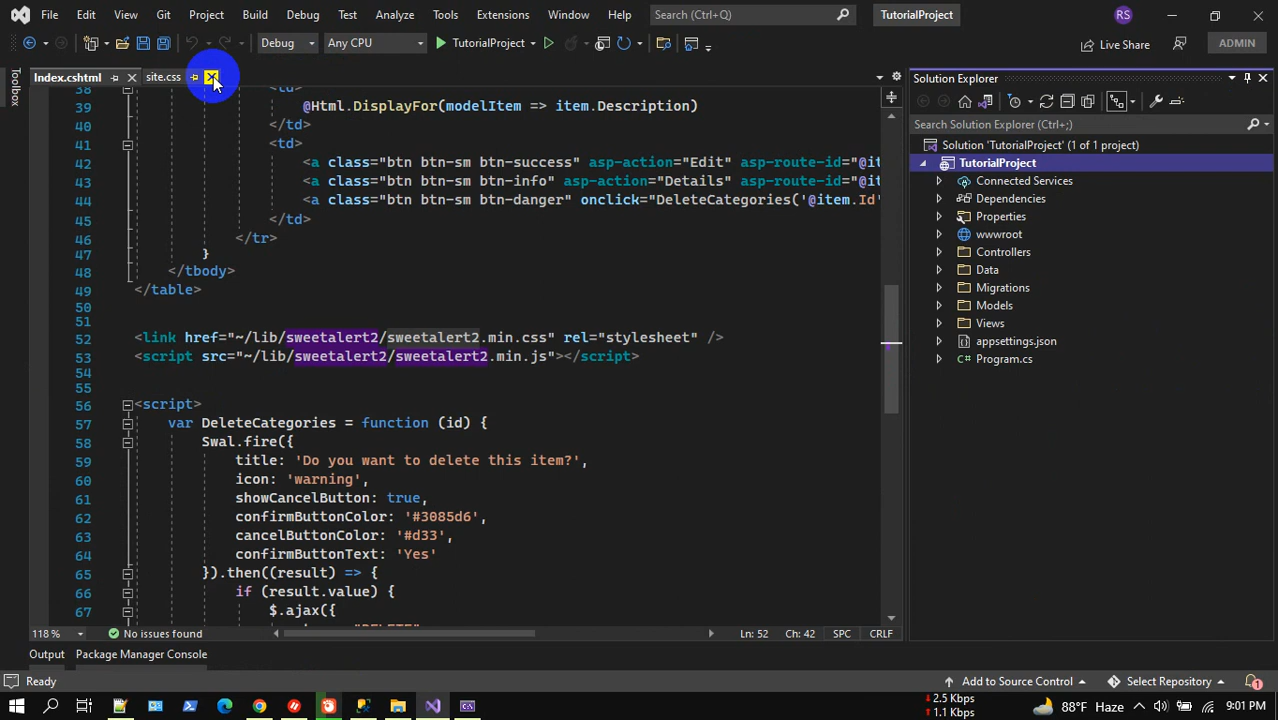 File Edit View Git Project Build Debug Test Analyze Tools Extensions Window Help Search (Ctrl+Q) TutorialProject RS
Debug Any CPU TutorialProject Live Share ADMIN
Toolbox
Index.cshtml site.css
Solution Explorer
Search Solution Explorer (Ctrl+;)
Solution 'TutorialProject' (1 of 1 project)
TutorialProject
Connected Services
Dependencies
Properties
wwwroot
Controllers
Data
Migrations
Models
Views
appsettings.json
Program.cs
38 <td>
39 @Html.DisplayFor(modelItem => item.Description)
40 </td>
41 <td>
42 <a class="btn btn-sm btn-success" asp-action="Edit" asp-route-id="@it
43 <a class="btn btn-sm btn-info" asp-action="Details" asp-route-id="@it
44 <a class="btn btn-sm btn-danger" onclick="DeleteCategories('@item.Id'
45 </td>
46 </tr>
47 }
48 </tbody>
49 </table>
50
51
52 <link href="~/lib/sweetalert2/sweetalert2.min.css" rel="stylesheet" />
53 <script src="~/lib/sweetalert2/sweetalert2.min.js"></script>
54
55
56 <script>
57 var DeleteCategories = function (id) {
58 Swal.fire({
59 title: 'Do you want to delete this item?',
60 icon: 'warning',
61 showCancelButton: true,
62 confirmButtonColor: '#3085d6',
63 cancelButtonColor: '#d33',
64 confirmButtonText: 'Yes'
65 }).then((result) => {
66 if (result.value) {
67 $.ajax({
118 % No issues found Ln: 52 Ch: 42 SPC CRLF
Output Package Manager Console
Ready Add to Source Control Select Repository 1
2.5 Kbps
1.1 Kbps
88°F Haze 9:01 PM